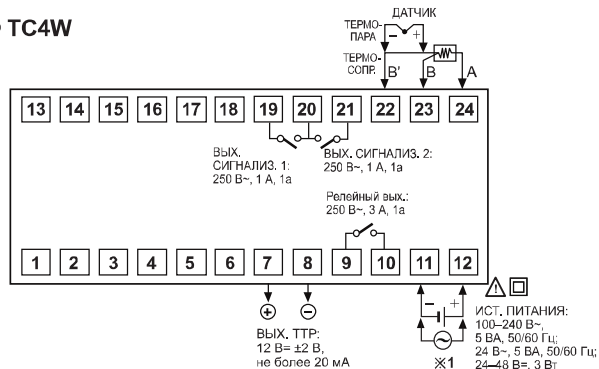 TC4W
ДАТЧИК
ТЕРМО-
ПАРА
− +
ТЕРМО-
СОПР.
B' B A
13 14 15 16 17 18 19 20 21 22 23 24
ВЫХ.
СИГНАЛИЗ. 1:
250 В~, 1 А, 1а
ВЫХ. СИГНАЛИЗ. 2:
250 В~, 1 А, 1а
Релейный вых.:
250 В~, 3 А, 1а
1 2 3 4 5 6 7 8 9 10 11 12
+ −
ВЫХ. ТТР:
12 В= ±2 В,
не более 20 мА
− +
※1
ИСТ. ПИТАНИЯ:
100–240 В~,
5 ВА, 50/60 Гц;
24 В~, 5 ВА, 50/60 Гц;
24–48 В=, 3 Вт